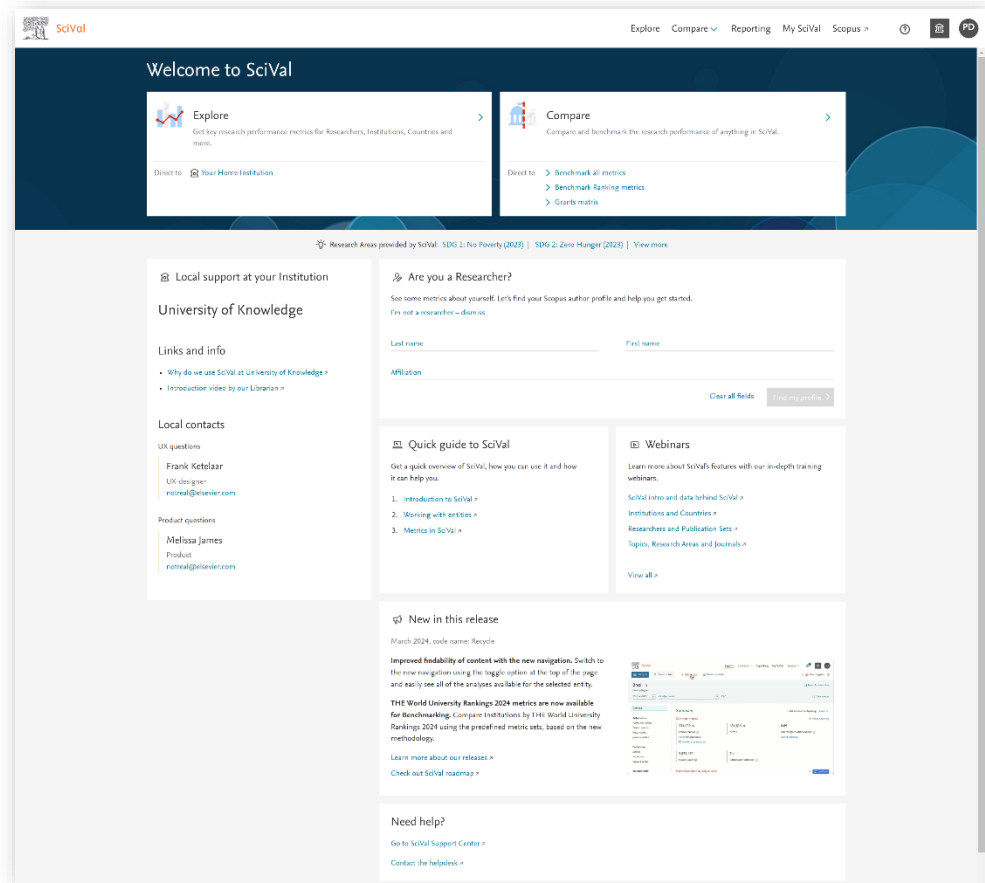 SciVal
Explore Compare Reporting My SciVal Scopus
PD
Welcome to SciVal
Explore
Get key research performance metrics for Researchers, Institutions, Countries and
more.
Direct to Your Home Institution
Compare
Compare and benchmark the research performance of anything in SciVal.
Direct to Benchmark all metrics
Benchmark Ranking metrics
Grants matrix
Research Areas provided by SciVal: SDG 1: No Poverty (2023) | SDG 2: Zero Hunger (2023) | View more
Local support at your Institution
University of Knowledge
Links and info
• Why do we use SciVal at University of Knowledge
• Introduction video by our Librarian
Local contacts
UX questions
Frank Ketelaar
UX-designer
notreal@elsevier.com
Product questions
Melissa James
Product
notreal@elsevier.com
Are you a Researcher?
See some metrics about yourself. Let's find your Scopus author profile and help you get started.
I'm not a researcher – dismiss
Last name
First name
Affiliation
Clear all fields
Find my profile
Quick guide to SciVal
Get a quick overview of SciVal, how you can use it and how
it can help you.
1. Introduction to SciVal
2. Working with entities
3. Metrics in SciVal
Webinars
Learn more about SciVal's features with our in-depth training
webinars.
SciVal intro and data behind SciVal
Institutions and Countries
Researchers and Publication Sets
Topics, Research Areas and Journals
View all
New in this release
March 2024, code name: Recycle
Improved findability of content with the new navigation. Switch to
the new navigation using the toggle option at the top of the page
and easily see all of the analyses available for the selected entity.
THE World University Rankings 2024 metrics are now available
for Benchmarking. Compare Institutions by THE World University
Rankings 2024 using the predefined metric sets, based on the new
methodology.
Learn more about our releases
Check out SciVal roadmap
Summary
Need help?
Go to SciVal Support Center
Contact the helpdesk